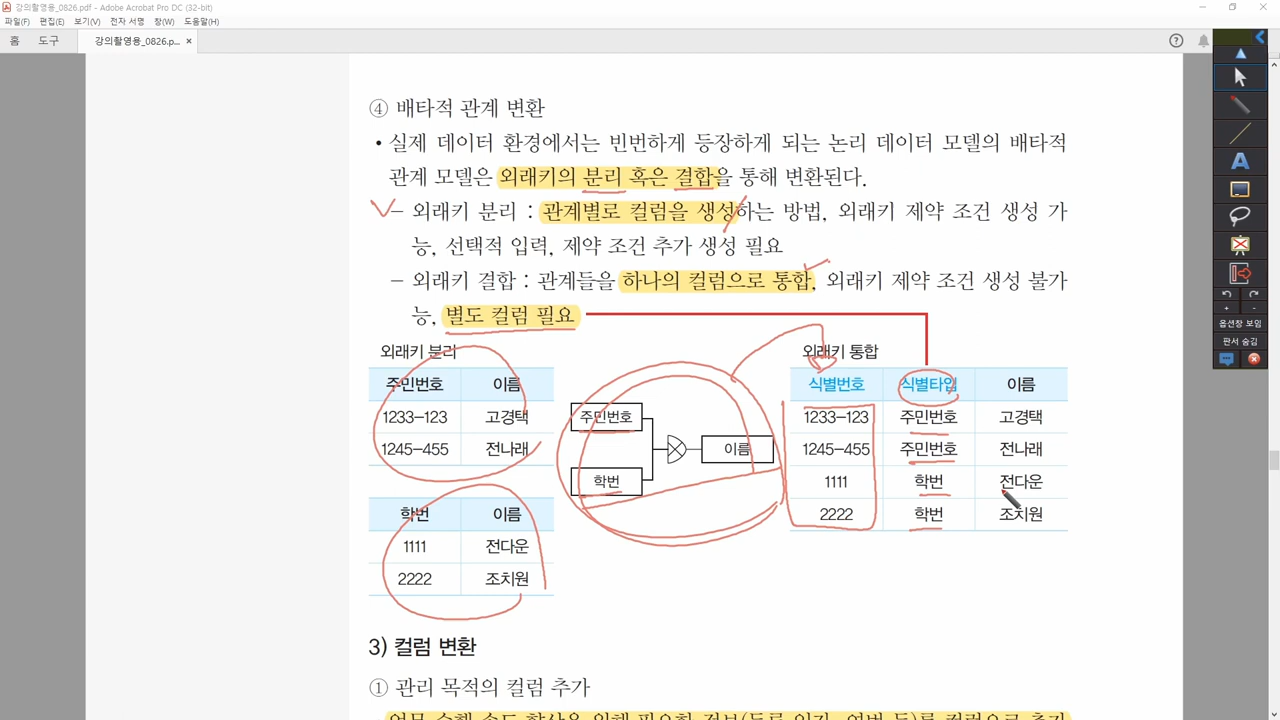 강의촬영용_0826.pdf - Adobe Acrobat Pro DC (32-bit)
파일(F) 편집(E) 보기(V) 전자 서명 창(W) 도움말(H)
홈 도구 강의촬영용_0826.p... ×
④ 배타적 관계 변환
• 실제 데이터 환경에서는 빈번하게 등장하게 되는 논리 데이터 모델의 배타적
관계 모델은 외래키의 분리 혹은 결합을 통해 변환된다.
– 외래키 분리 : 관계별로 컬럼을 생성하는 방법, 외래키 제약 조건 생성 가
능, 선택적 입력, 제약 조건 추가 생성 필요
– 외래키 결합 : 관계들을 하나의 컬럼으로 통합, 외래키 제약 조건 생성 불가
능, 별도 컬럼 필요
외래키 분리
주민번호 이름
1233-123 고경택
1245-455 전나래
학번 이름
1111 전다운
2222 조치원
주민번호
이름
학번
외래키 통합
식별번호 식별타입 이름
1233-123 주민번호 고경택
1245-455 주민번호 전나래
1111 학번 전다운
2222 학번 조치원
3) 컬럼 변환
① 관리 목적의 컬럼 추가
옵션창 보임
판서 숨김